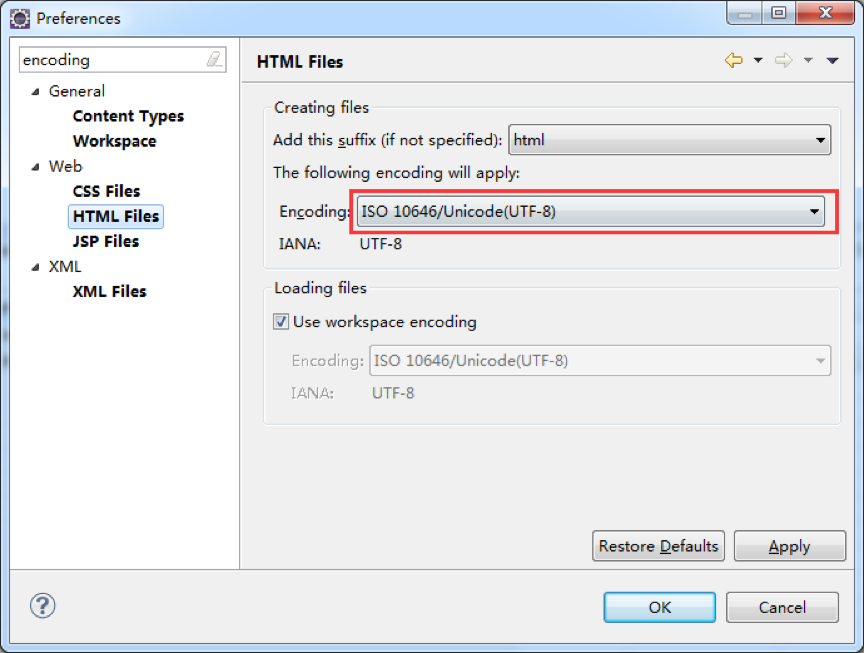 Preferences
encoding
General
Content Types
Workspace
Web
CSS Files
HTML Files
JSP Files
XML
XML Files
HTML Files
Creating files
Add this suffix (if not specified): html
The following encoding will apply:
Encoding: ISO 10646/Unicode(UTF-8)
IANA: UTF-8
Loading files
Use workspace encoding
Encoding: ISO 10646/Unicode(UTF-8)
IANA: UTF-8
Restore Defaults Apply
? OK Cancel